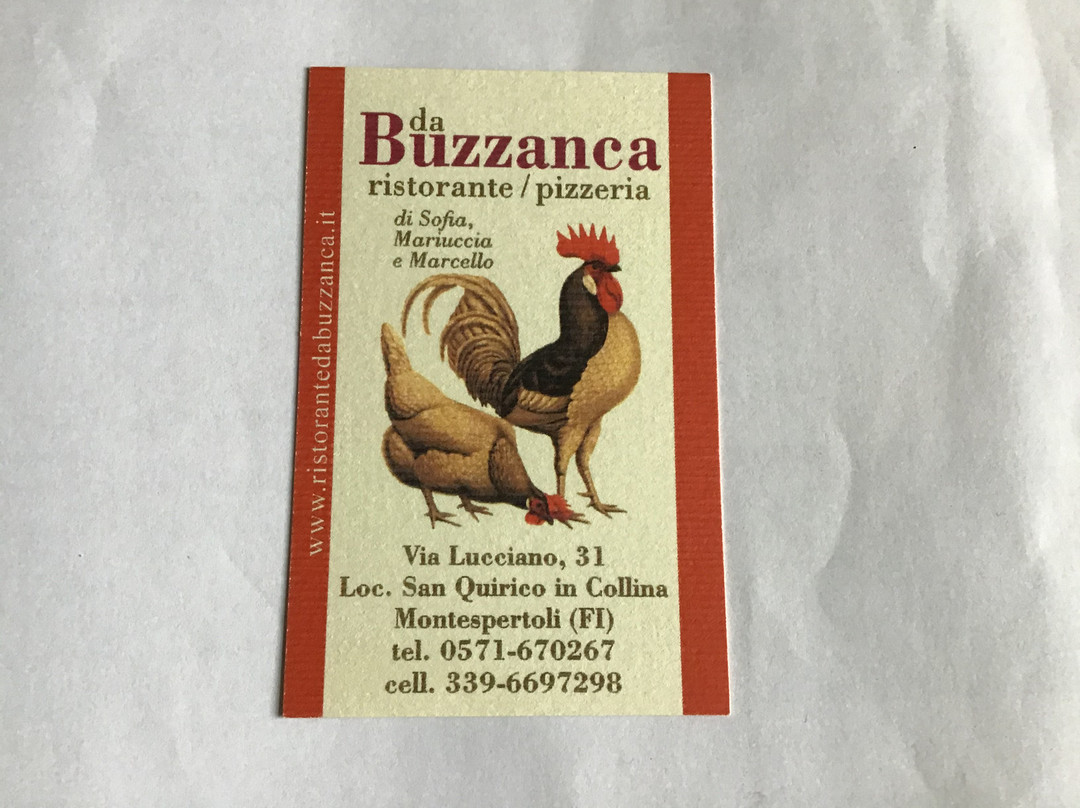 da
Buzzanca
ristorante / pizzeria
di Sofia,
Mariuccia
e Marcello
www.ristorantedabuzzanca.it
Via Lucciano, 31
Loc. San Quirico in Collina
Montespertoli (FI)
tel. 0571-670267
cell. 339-6697298